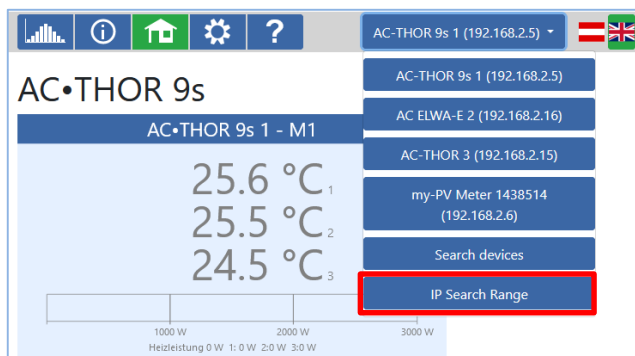 AC-THOR 9s 1 (192.168.2.5)
AC•THOR 9s
AC-THOR 9s 1 (192.168.2.5)
AC ELWA-E 2 (192.168.2.16)
AC-THOR 3 (192.168.2.15)
my-PV Meter 1438514
(192.168.2.6)
Search devices
IP Search Range
AC•THOR 9s 1 - M1
25.6 °C 1
25.5 °C 2
24.5 °C 3
1000 W 2000 W 3000 W
Heizleistung 0 W 1: 0 W 2:0 W 3:0 W